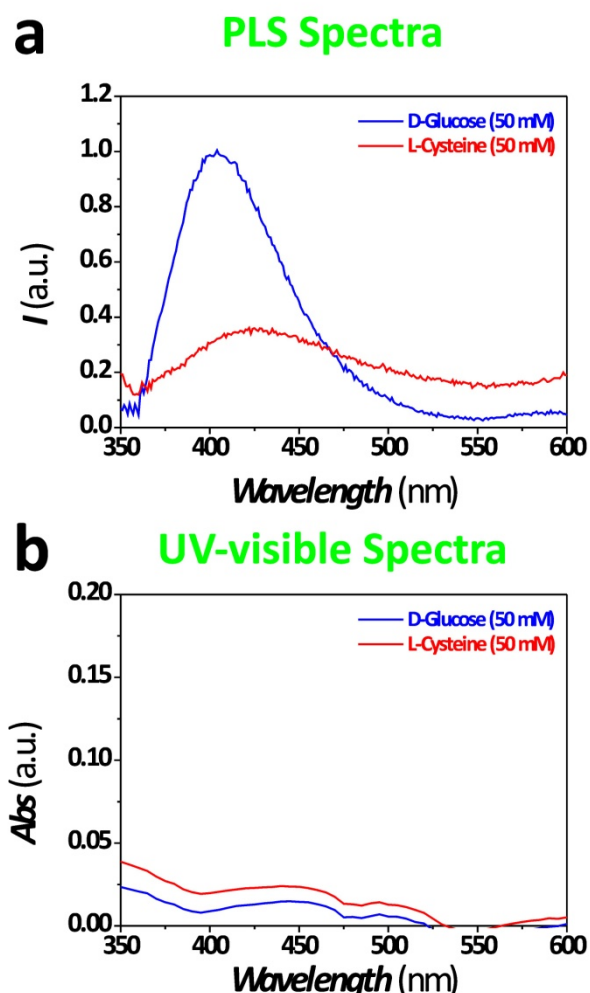 a
PLS Spectra
1.2
1.0
0.8
0.6
0.4
0.2
0.0
I (a.u.)
D-Glucose (50 mM)
L-Cysteine (50 mM)
350 400 450 500 550 600
Wavelength (nm)
b
UV-visible Spectra
0.20
0.15
0.10
0.05
0.00
Abs (a.u.)
D-Glucose (50 mM)
L-Cysteine (50 mM)
350 400 450 500 550 600
Wavelength (nm)